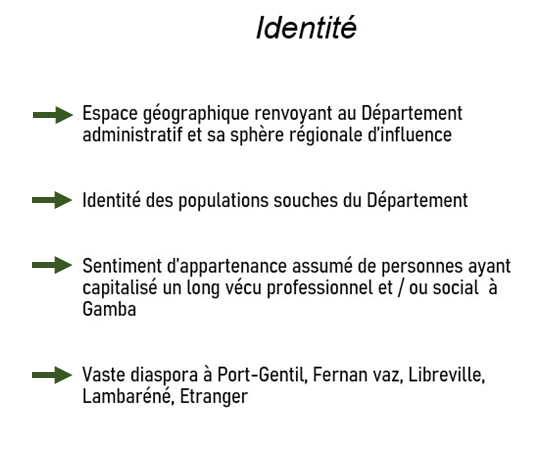 Identité
Espace géographique renvoyant au Département
administratif et sa sphère régionale d'influence
Identité des populations souches du Département
Sentiment d'appartenance assumé de personnes ayant
capitalisé un long vécu professionnel et / ou social à
Gamba
Vaste diaspora à Port-Gentil, Fernan vaz, Libreville,
Lambaréné, Etranger